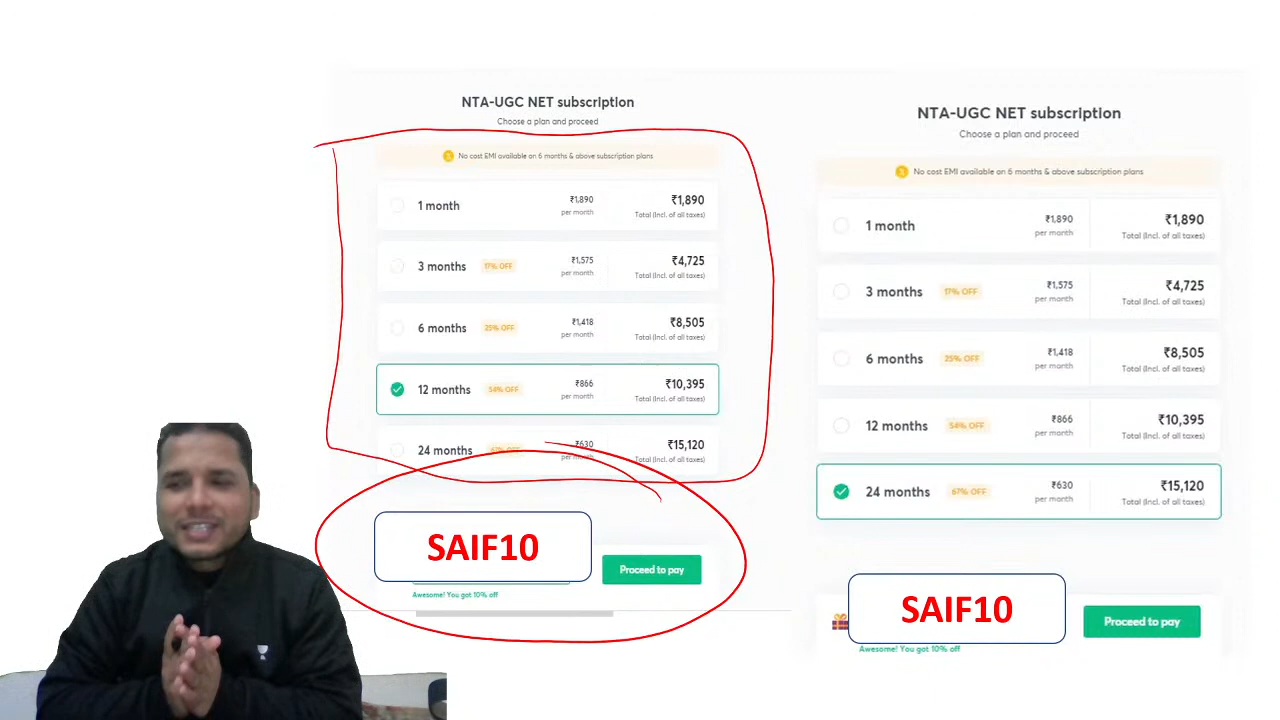 NTA-UGC NET subscription
Choose a plan and proceed
No cost EMI available on 6 months & above subscription plans
1 month ₹1,890 per month ₹1,890 Total (Incl. of all taxes)
3 months 17% OFF ₹1,575 per month ₹4,725 Total (Incl. of all taxes)
6 months 25% OFF ₹1,418 per month ₹8,505 Total (Incl. of all taxes)
12 months 54% OFF ₹866 per month ₹10,395 Total (Incl. of all taxes)
24 months 67% OFF ₹630 per month ₹15,120 Total (Incl. of all taxes)
SAIF10
Proceed to pay
Awesome! You got 10% off
NTA-UGC NET subscription
Choose a plan and proceed
No cost EMI available on 6 months & above subscription plans
1 month ₹1,890 per month ₹1,890 Total (Incl. of all taxes)
3 months 17% OFF ₹1,575 per month ₹4,725 Total (Incl. of all taxes)
6 months 25% OFF ₹1,418 per month ₹8,505 Total (Incl. of all taxes)
12 months 54% OFF ₹866 per month ₹10,395 Total (Incl. of all taxes)
24 months 67% OFF ₹630 per month ₹15,120 Total (Incl. of all taxes)
SAIF10
Proceed to pay
Awesome! You got 10% off